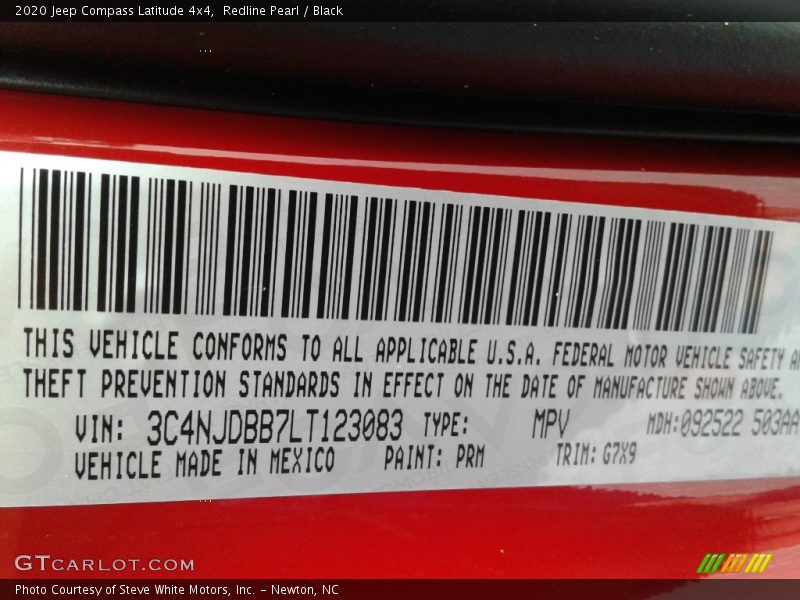 2020 Jeep Compass Latitude 4x4,  Redline Pearl / Black
THIS VEHICLE CONFORMS TO ALL APPLICABLE U.S.A. FEDERAL MOTOR VEHICLE SAFETY A
THEFT PREVENTION STANDARDS IN EFFECT ON THE DATE OF MANUFACTURE SHOWN ABOVE.
VIN: 3C4NJDBB7LT123083 TYPE: MPV MDH:092522 503AA
VEHICLE MADE IN MEXICO PAINT: PRM TRIM: G7X9
GTCARLOT.COM
Photo Courtesy of Steve White Motors, Inc. – Newton, NC